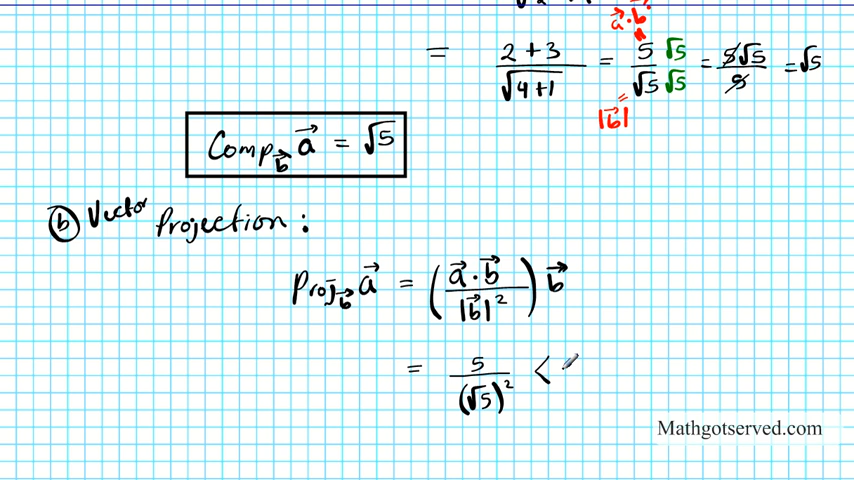 a⃗·b⃗
= (2+3)/√(4+1) = 5/√5 √5/√5 = 5√5/5 = √5
= |b⃗|
Comp_b⃗ a⃗ = √5
(b) Vector Projection:
Proj_b⃗ a⃗ = (a⃗·b⃗/|b⃗|²) b⃗
= 5/(√5)² <
Mathgotserved.com